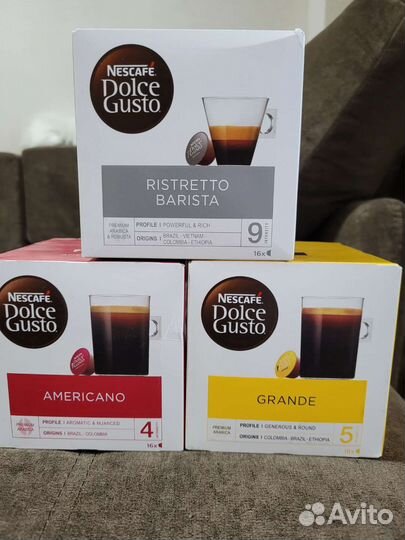 NESCAFÉ
Dolce
Gusto
RISTRETTO
BARISTA
PREMIUM
ARABICA
& ROBUSTA
PROFILE | POWERFUL & RICH
ORIGINS | BRAZIL · VIETNAM ·
COLOMBIA · ETHIOPIA
9
INTENSITY
16x
NESCAFÉ
Dolce
Gusto
AMERICANO
PREMIUM
ARABICA
PROFILE | AROMATIC & NUANCED
ORIGINS | BRAZIL · COLOMBIA
4
16x
NESCAFÉ
Dolce
Gusto
GRANDE
PREMIUM
ARABICA
PROFILE | GENEROUS & ROUND
ORIGINS | COLOMBIA · BRAZIL · ETHIOPIA
5
16x
Avito